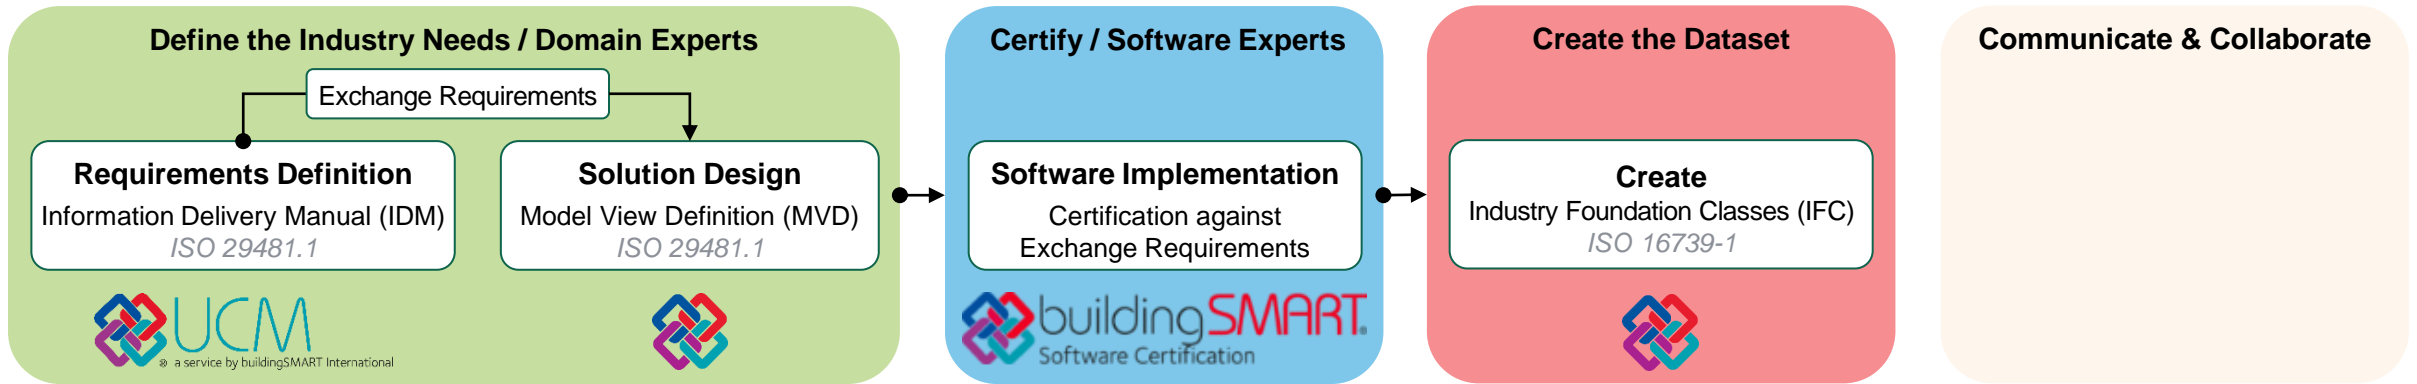 Define the Industry Needs / Domain Experts
Exchange Requirements
Requirements Definition
Information Delivery Manual (IDM)
ISO 29481.1
Solution Design
Model View Definition (MVD)
ISO 29481.1
UCM
® a service by buildingSMART International
Certify / Software Experts
Software Implementation
Certification against
Exchange Requirements
buildingSMART®
Software Certification
Create the Dataset
Create
Industry Foundation Classes (IFC)
ISO 16739-1
Communicate & Collaborate